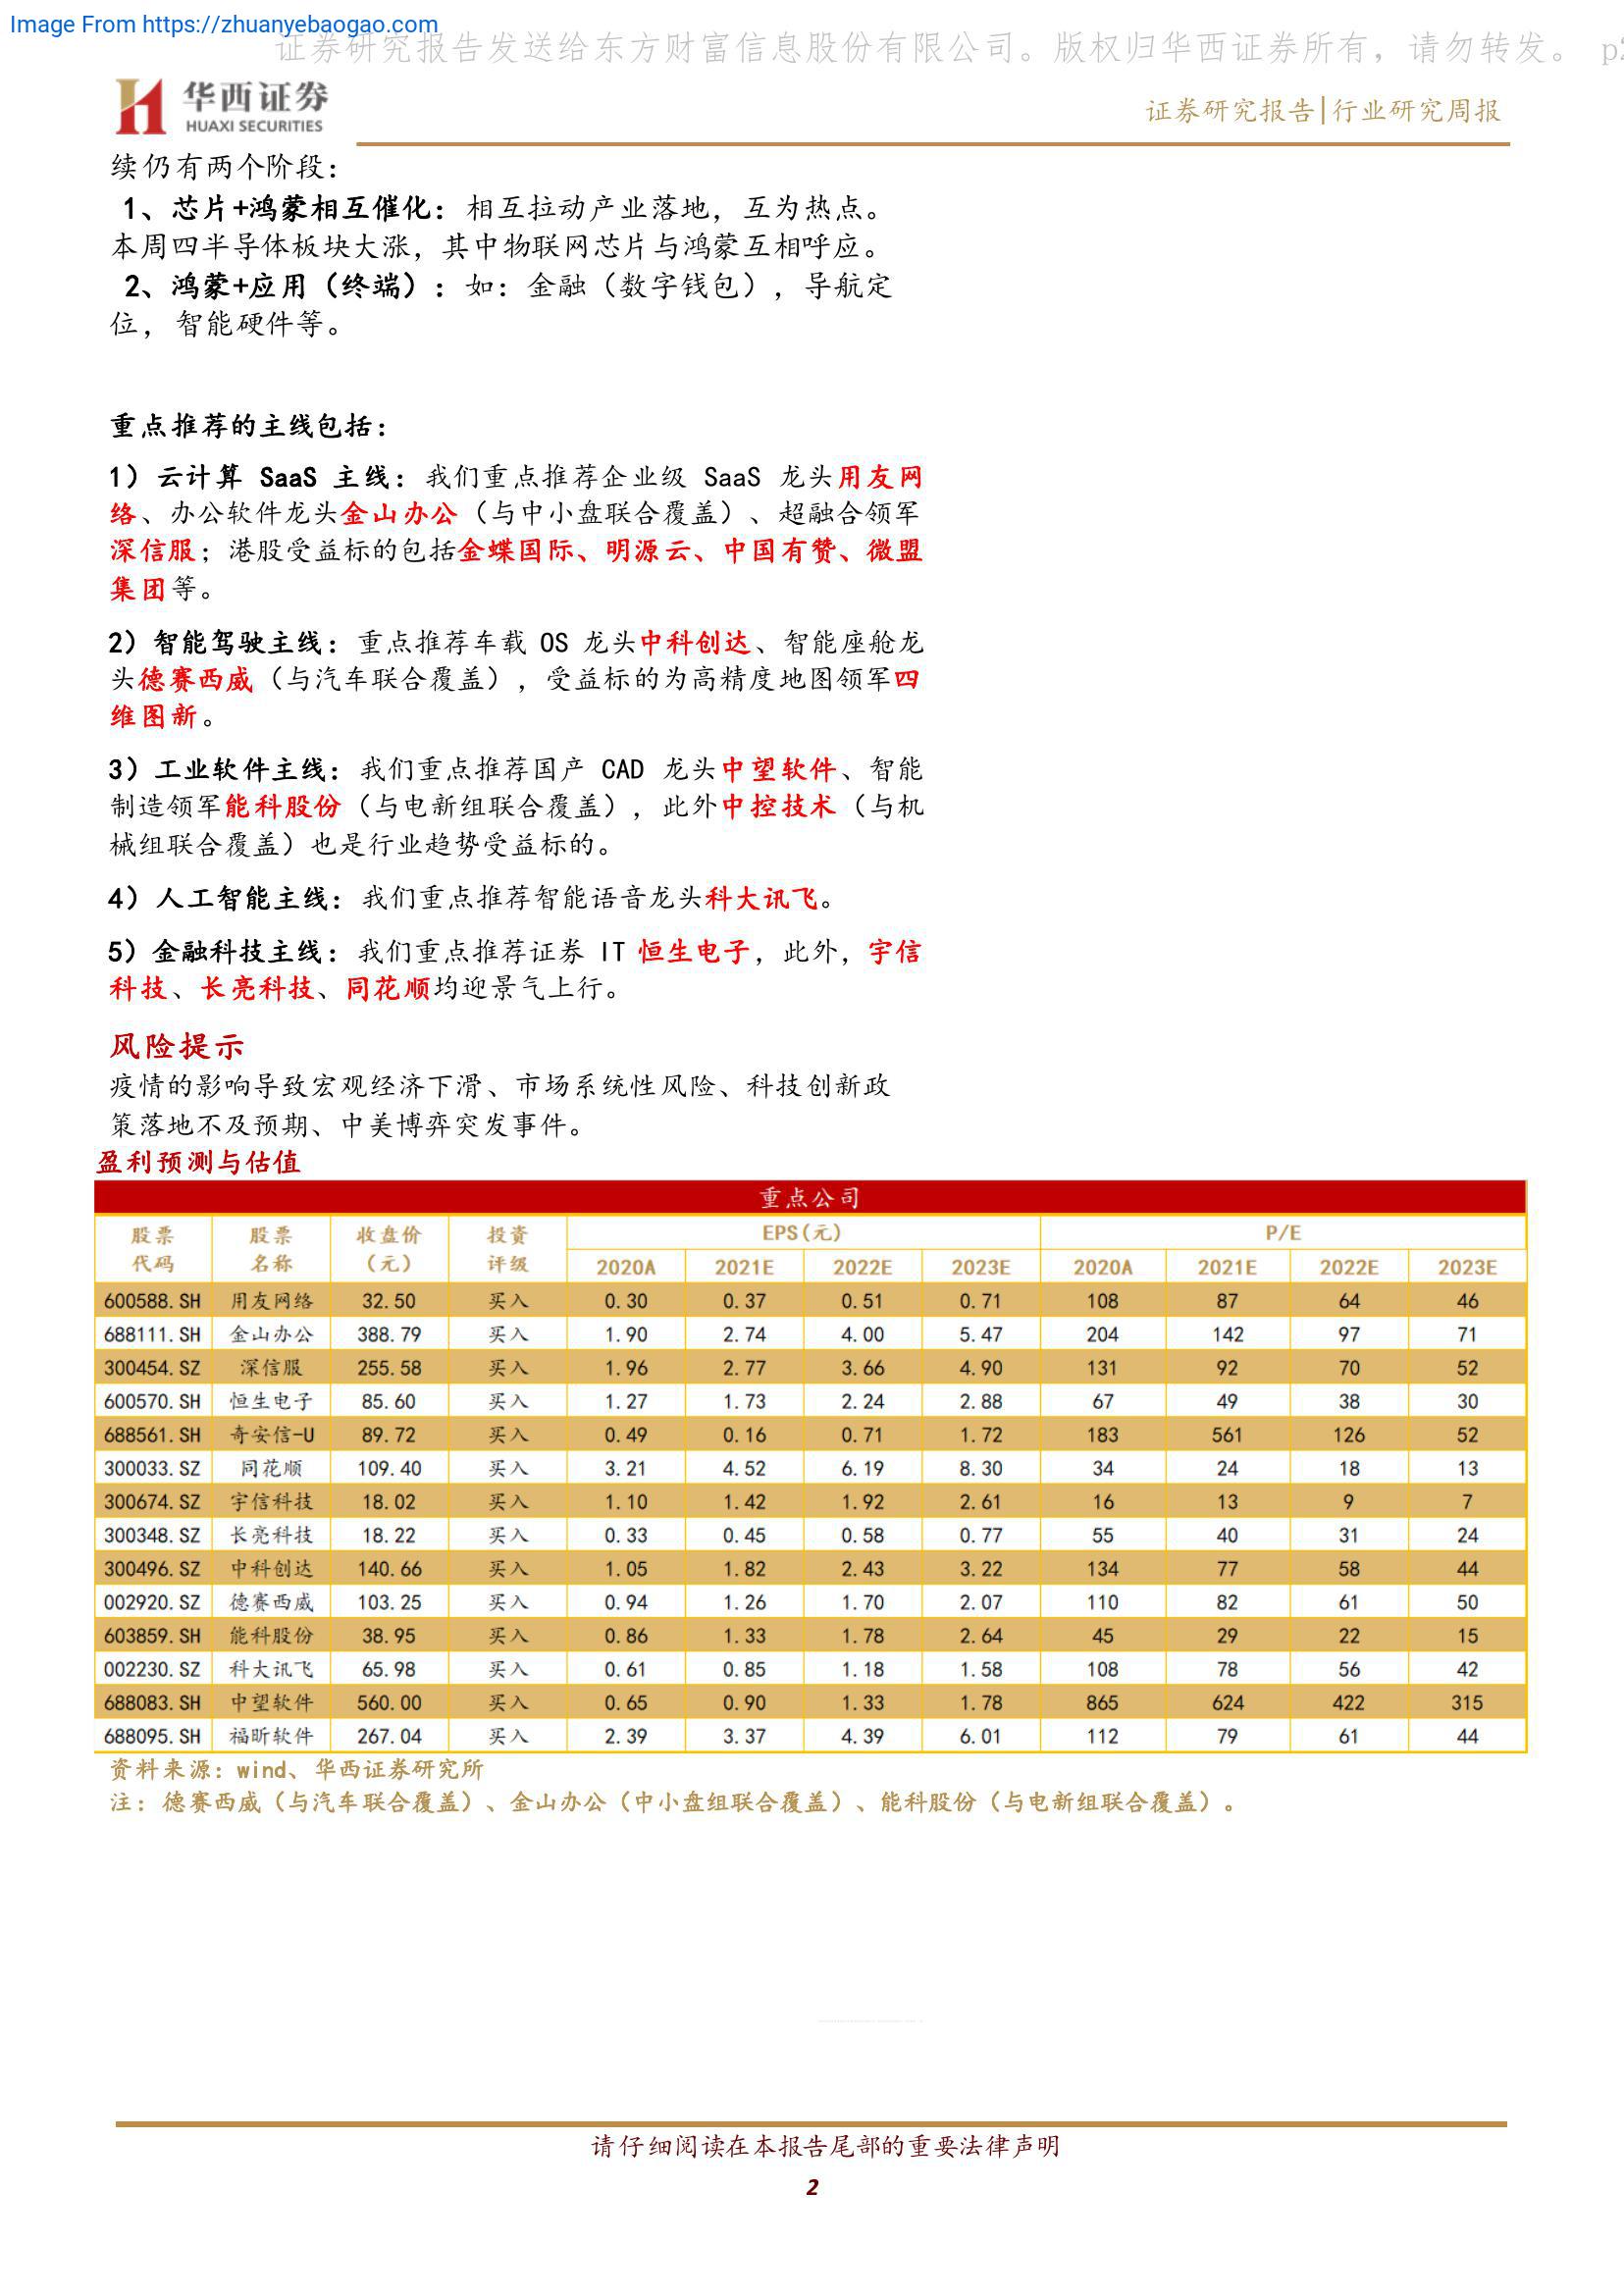 Image From https://zhuanyebaogao.com
证券研究报告发送给东方财富信息股份有限公司。版权归华西证券所有，请勿转发。 p2
华西证券
HUAXI SECURITIES
证券研究报告|行业研究周报
续仍有两个阶段：
1、芯片+鸿蒙相互催化：相互拉动产业落地，互为热点。
本周四半导体板块大涨，其中物联网芯片与鸿蒙互相呼应。
2、鸿蒙+应用（终端）：如：金融（数字钱包），导航定
位，智能硬件等。
重点推荐的主线包括：
1）云计算 SaaS 主线：我们重点推荐企业级 SaaS 龙头用友网
络、办公软件龙头金山办公（与中小盘联合覆盖）、超融合领军
深信服；港股受益标的包括金蝶国际、明源云、中国有赞、微盟
集团等。
2）智能驾驶主线：重点推荐车载 OS 龙头中科创达、智能座舱龙
头德赛西威（与汽车联合覆盖），受益标的为高精度地图领军四
维图新。
3）工业软件主线：我们重点推荐国产 CAD 龙头中望软件、智能
制造领军能科股份（与电新组联合覆盖），此外中控技术（与机
械组联合覆盖）也是行业趋势受益标的。
4）人工智能主线：我们重点推荐智能语音龙头科大讯飞。
5）金融科技主线：我们重点推荐证券 IT 恒生电子，此外，宇信
科技、长亮科技、同花顺均迎景气上行。
风险提示
疫情的影响导致宏观经济下滑、市场系统性风险、科技创新政
策落地不及预期、中美博弈突发事件。
盈利预测与估值
重点公司
股票代码 股票名称 收盘价（元） 投资评级 EPS(元) P/E
2020A 2021E 2022E 2023E 2020A 2021E 2022E 2023E
600588.SH 用友网络 32.50 买入 0.30 0.37 0.51 0.71 108 87 64 46
688111.SH 金山办公 388.79 买入 1.90 2.74 4.00 5.47 204 142 97 71
300454.SZ 深信服 255.58 买入 1.96 2.77 3.66 4.90 131 92 70 52
600570.SH 恒生电子 85.60 买入 1.27 1.73 2.24 2.88 67 49 38 30
688561.SH 奇安信-U 89.72 买入 0.49 0.16 0.71 1.72 183 561 126 52
300033.SZ 同花顺 109.40 买入 3.21 4.52 6.19 8.30 34 24 18 13
300674.SZ 宇信科技 18.02 买入 1.10 1.42 1.92 2.61 16 13 9 7
300348.SZ 长亮科技 18.22 买入 0.33 0.45 0.58 0.77 55 40 31 24
300496.SZ 中科创达 140.66 买入 1.05 1.82 2.43 3.22 134 77 58 44
002920.SZ 德赛西威 103.25 买入 0.94 1.26 1.70 2.07 110 82 61 50
603859.SH 能科股份 38.95 买入 0.86 1.33 1.78 2.64 45 29 22 15
002230.SZ 科大讯飞 65.98 买入 0.61 0.85 1.18 1.58 108 78 56 42
688083.SH 中望软件 560.00 买入 0.65 0.90 1.33 1.78 865 624 422 315
688095.SH 福昕软件 267.04 买入 2.39 3.37 4.39 6.01 112 79 61 44
资料来源：wind、华西证券研究所
注：德赛西威（与汽车联合覆盖）、金山办公（中小盘组联合覆盖）、能科股份（与电新组联合覆盖）。
请仔细阅读在本报告尾部的重要法律声明
2